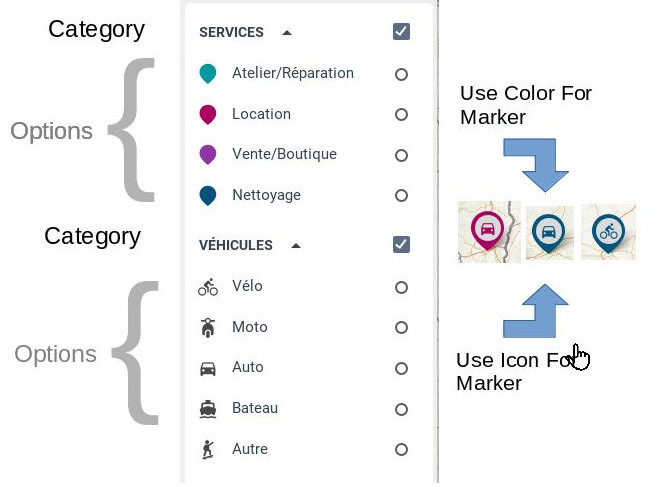 Category
SERVICES
Options
Atelier/Réparation
Location
Vente/Boutique
Nettoyage
Category
VÉHICULES
Options
Vélo
Moto
Auto
Bateau
Autre
Use Color For
Marker
Use Icon For
Marker